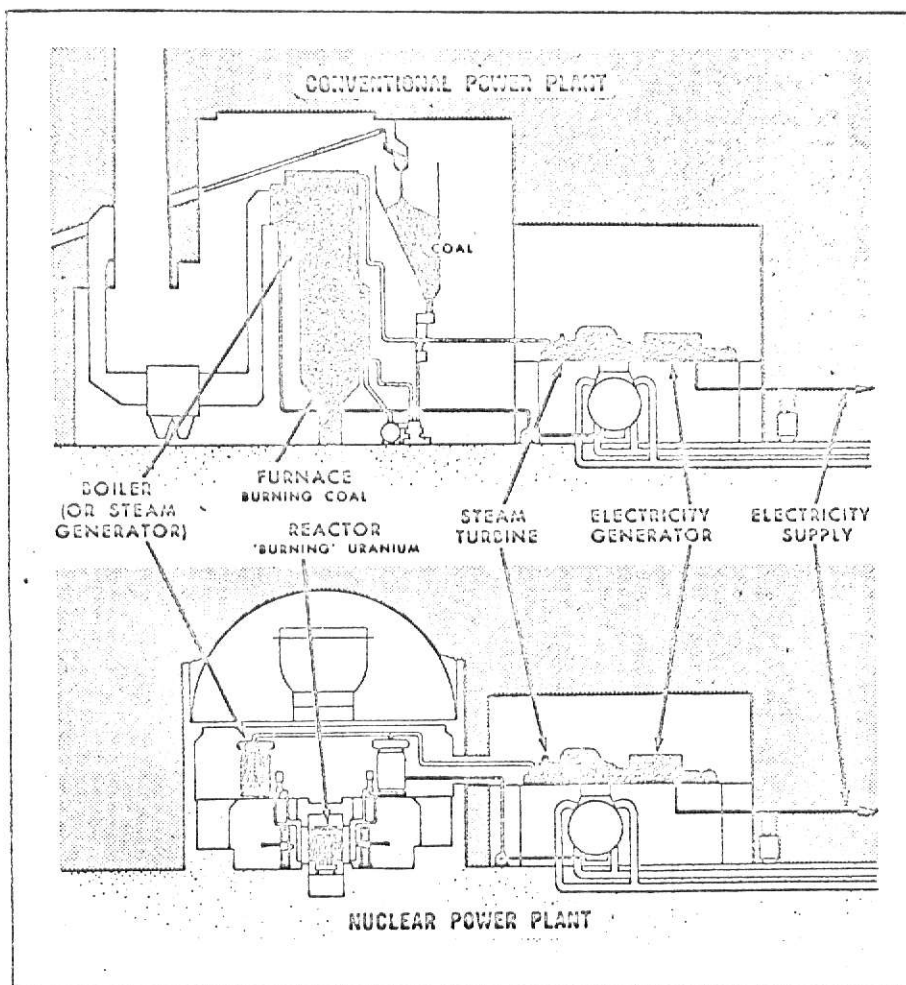 CONVENTIONAL POWER PLANT
COAL
BOILER
(OR STEAM
GENERATOR)
FURNACE
BURNING COAL
REACTOR
"BURNING" URANIUM
STEAM
TURBINE
ELECTRICITY
GENERATOR
ELECTRICITY
SUPPLY
NUCLEAR POWER PLANT